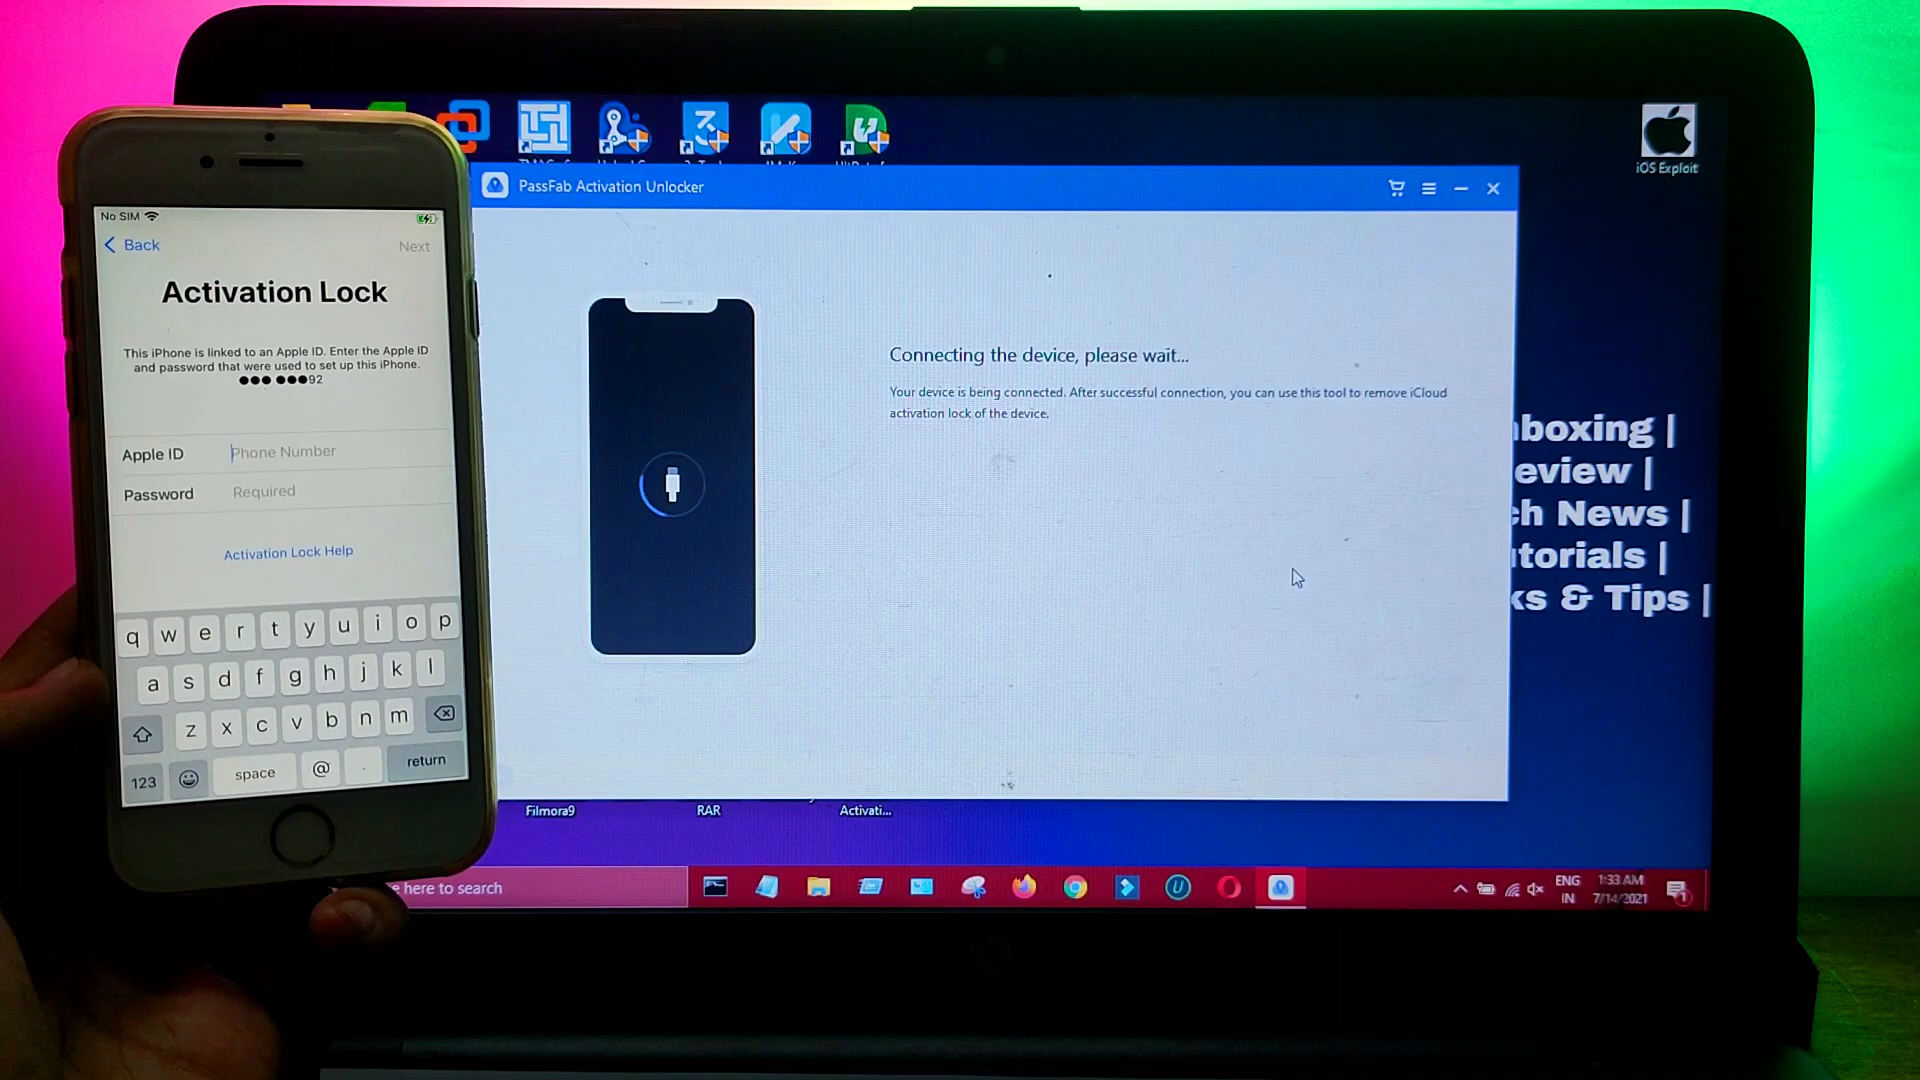 No SIM
Back
Next
Activation Lock
This iPhone is linked to an Apple ID. Enter the Apple ID
and password that were used to set up this iPhone.
●●● ●●●92
Apple ID
Phone Number
Password
Required
Activation Lock Help
q w e r t y u i o p
a s d f g h j k l
z x c v b n m
123
space
@
.
return
PassFab Activation Unlocker
Connecting the device, please wait...
Your device is being connected. After successful connection, you can use this tool to remove iCloud
activation lock of the device.
iOS Exploit
boxing |
eview |
ch News |
torials |
ks & Tips |
Filmora9
RAR
Activati...
e here to search
ENG
IN
1:33 AM
7/14/2021
1